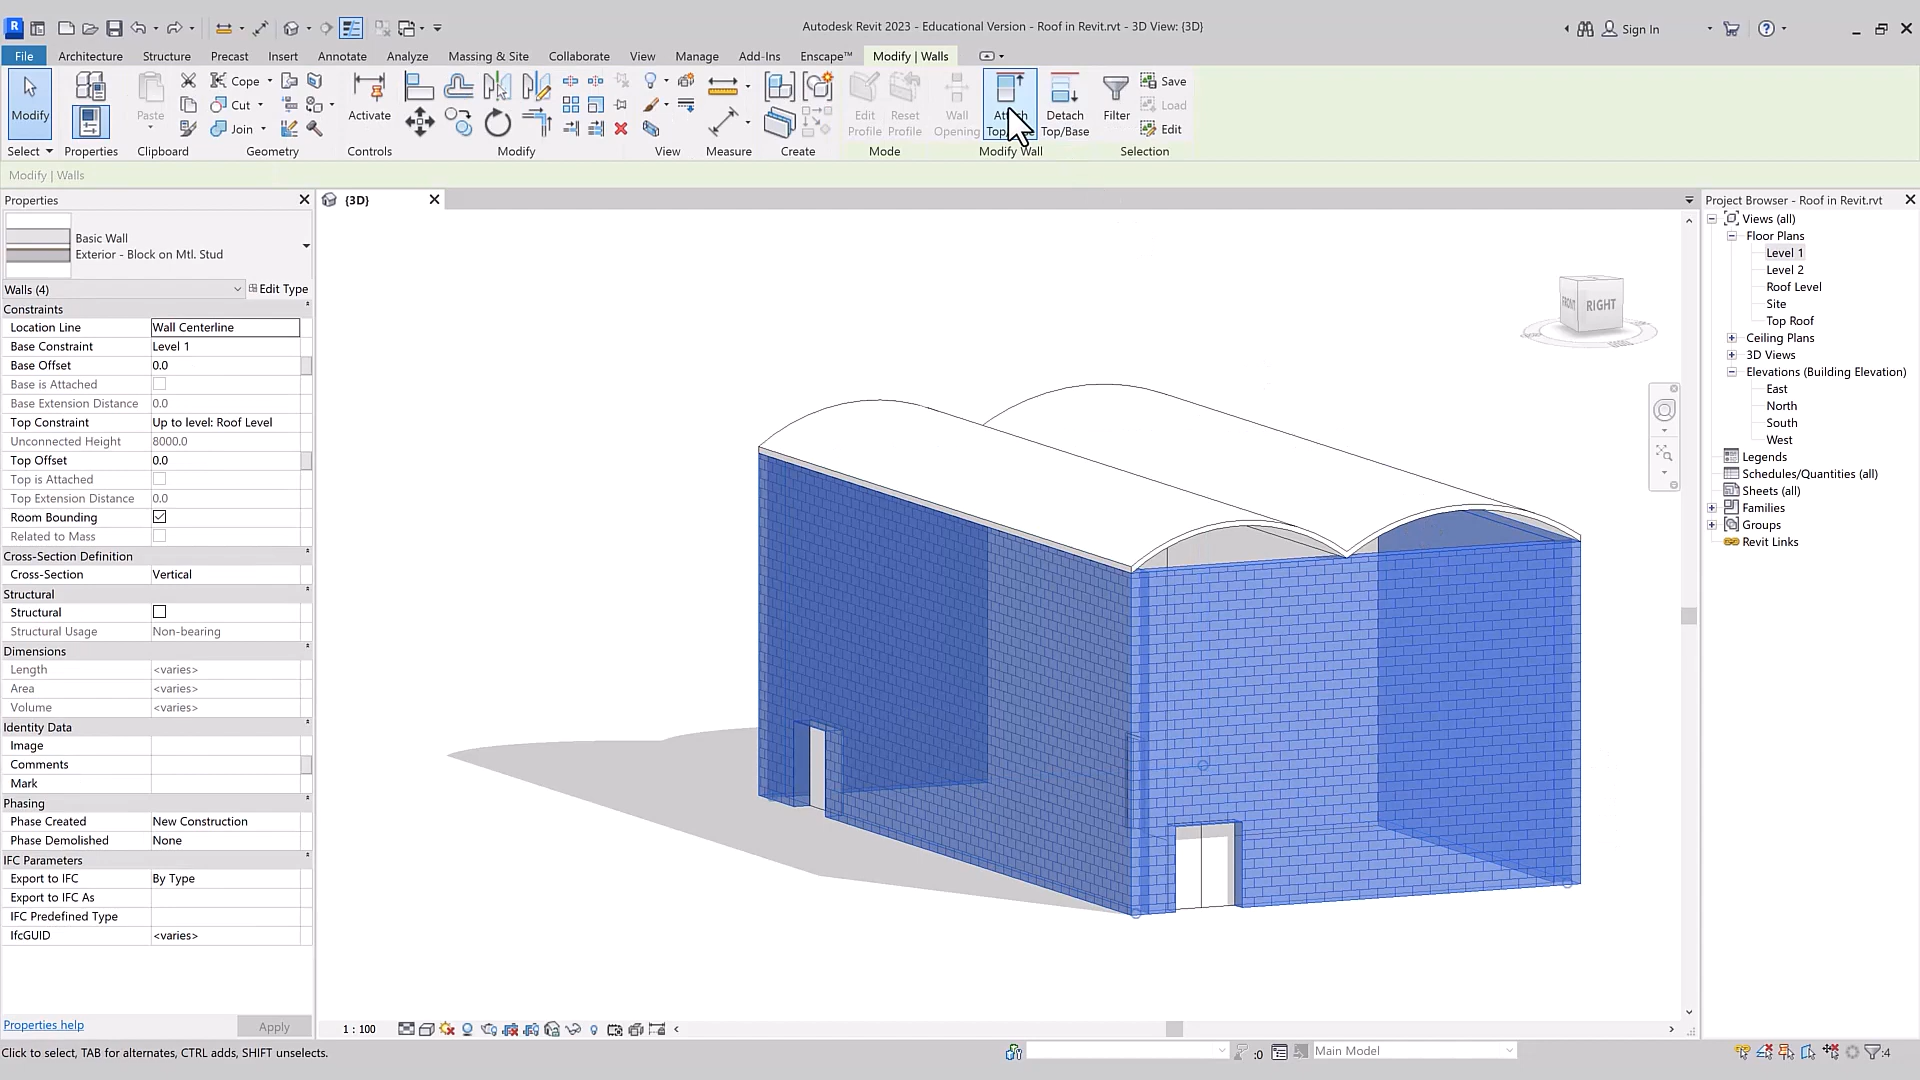 Autodesk Revit 2023 - Educational Version - Roof in Revit.rvt - 3D View: {3D}
Sign In
File
Architecture
Structure
Precast
Insert
Annotate
Analyze
Massing & Site
Collaborate
View
Manage
Add-Ins
Enscape™
Modify | Walls
Modify
Paste
Cope
Cut
Join
Activate
Edit
Profile
Reset
Profile
Wall
Opening
Detach
Top/Base
Filter
Save
Load
Edit
Select
Properties
Clipboard
Geometry
Controls
Modify
View
Measure
Create
Mode
Modify Wall
Selection
Modify | Walls
Properties
Basic Wall
Exterior - Block on Mtl. Stud
Walls (4)
Edit Type
Constraints
Location Line Wall Centerline
Base Constraint Level 1
Base Offset 0.0
Base is Attached
Base Extension Distance 0.0
Top Constraint Up to level: Roof Level
Unconnected Height 8000.0
Top Offset 0.0
Top is Attached
Top Extension Distance 0.0
Room Bounding
Related to Mass
Cross-Section Definition
Cross-Section Vertical
Structural
Structural
Structural Usage Non-bearing
Dimensions
Length <varies>
Area <varies>
Volume <varies>
Identity Data
Image
Comments
Mark
Phasing
Phase Created New Construction
Phase Demolished None
IFC Parameters
Export to IFC By Type
Export to IFC As
IFC Predefined Type
IfcGUID <varies>
Properties help
Apply
{3D}
FRONT
RIGHT
1 : 100
Project Browser - Roof in Revit.rvt
Views (all)
Floor Plans
Level 1
Level 2
Roof Level
Site
Top Roof
Ceiling Plans
3D Views
Elevations (Building Elevation)
East
North
South
West
Legends
Schedules/Quantities (all)
Sheets (all)
Families
Groups
Revit Links
Click to select, TAB for alternates, CTRL adds, SHIFT unselects.
:0
Main Model
:4